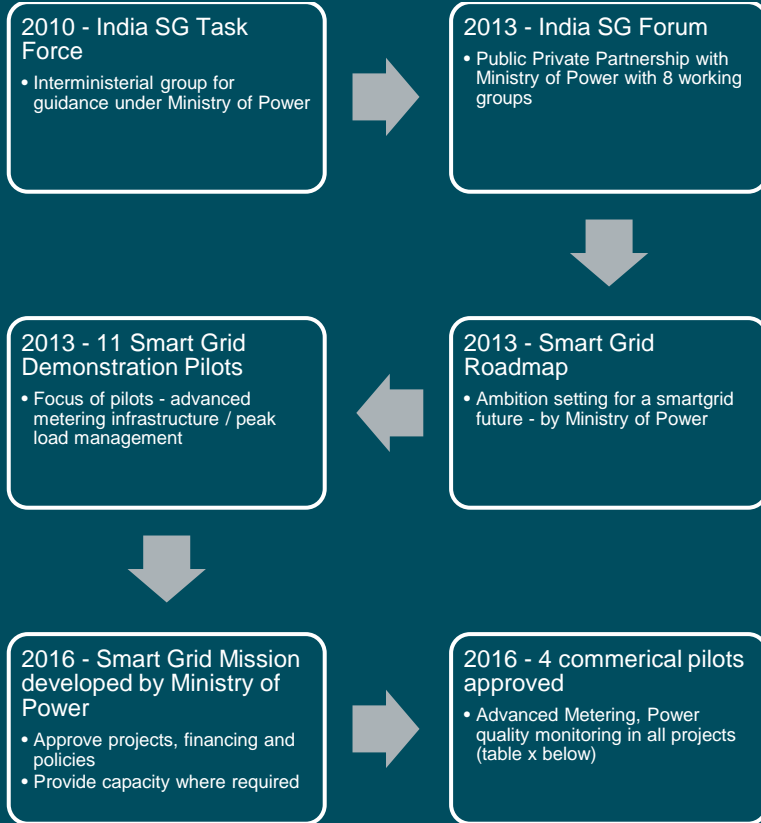 2010 - India SG Task
Force
• Interministerial group for
guidance under Ministry of Power
2013 - India SG Forum
• Public Private Partnership with
Ministry of Power with 8 working
groups
2013 - Smart Grid
Roadmap
• Ambition setting for a smartgrid
future - by Ministry of Power
2013 - 11 Smart Grid
Demonstration Pilots
• Focus of pilots - advanced
metering infrastructure / peak
load management
2016 - Smart Grid Mission
developed by Ministry of
Power
• Approve projects, financing and
policies
• Provide capacity where required
2016 - 4 commerical pilots
approved
• Advanced Metering, Power
quality monitoring in all projects
(table x below)